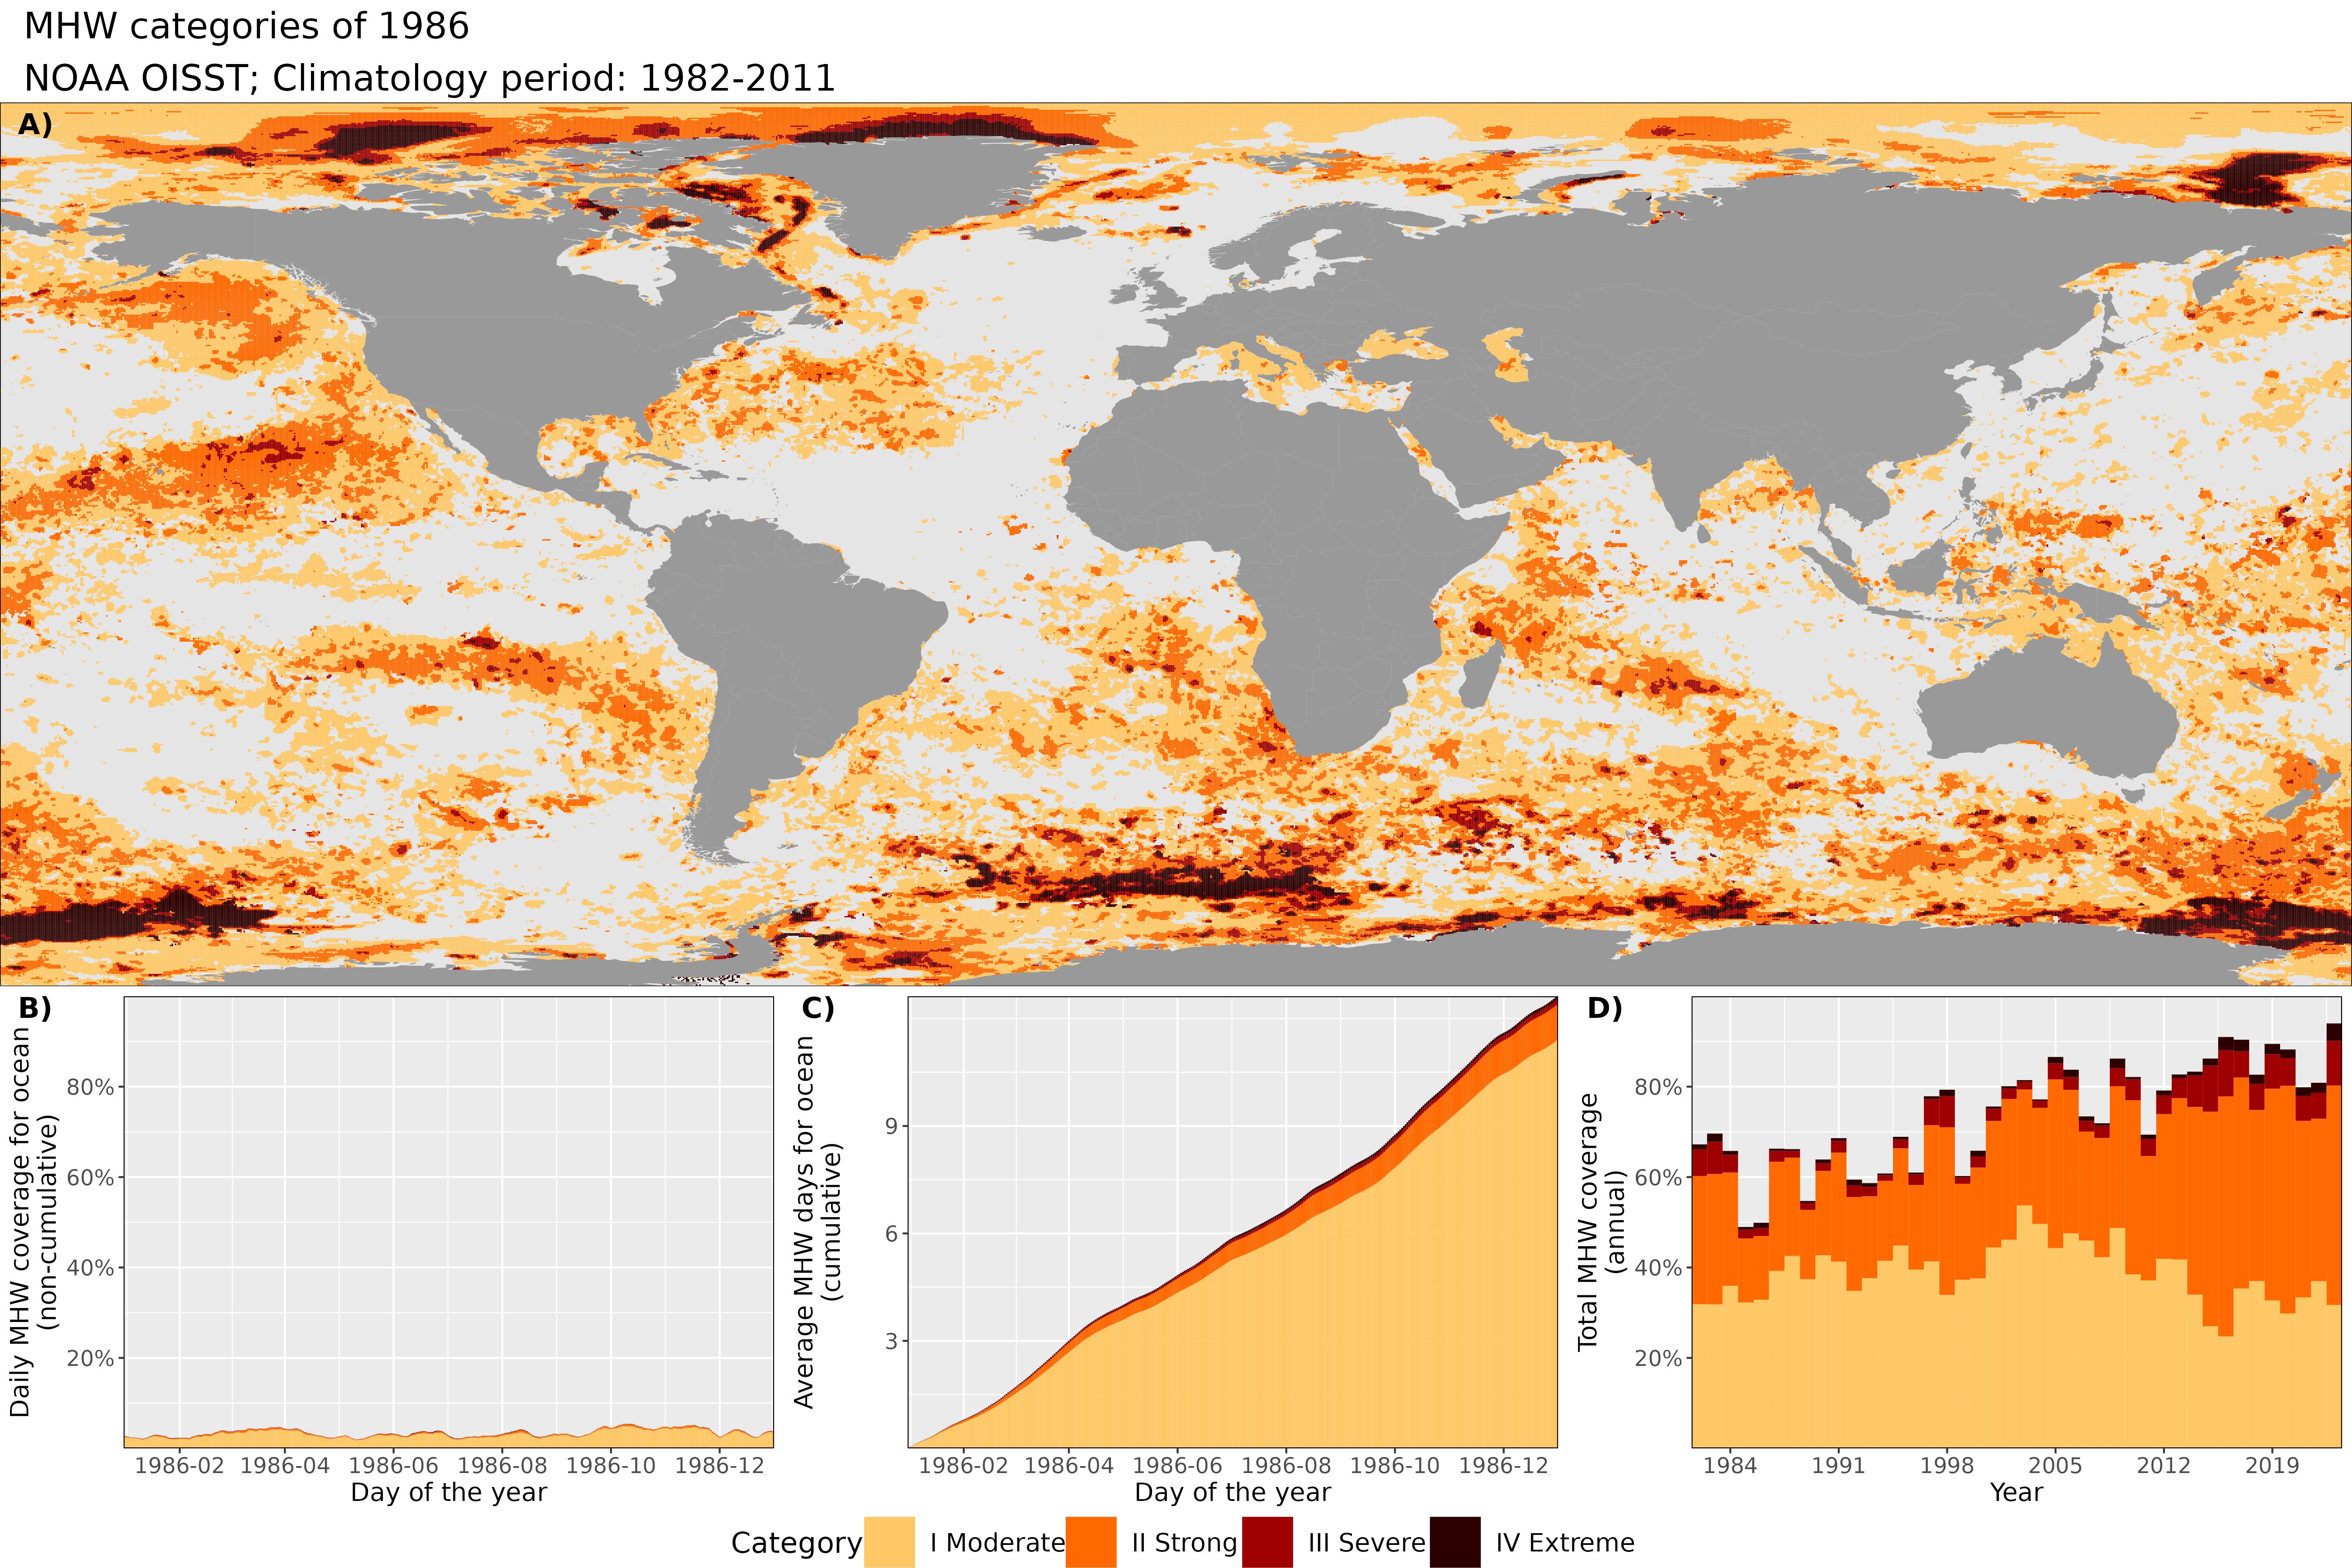 MHW categories of 1986
NOAA OISST; Climatology period: 1982-2011
A)
B)
Daily MHW coverage for ocean
(non-cumulative)
80%
60%
40%
20%
1986-02 1986-04 1986-06 1986-08 1986-10 1986-12
Day of the year
C)
Average MHW days for ocean
(cumulative)
9
6
3
1986-02 1986-04 1986-06 1986-08 1986-10 1986-12
Day of the year
D)
Total MHW coverage
(annual)
80%
60%
40%
20%
1984 1991 1998 2005 2012 2019
Year
Category I Moderate II Strong III Severe IV Extreme